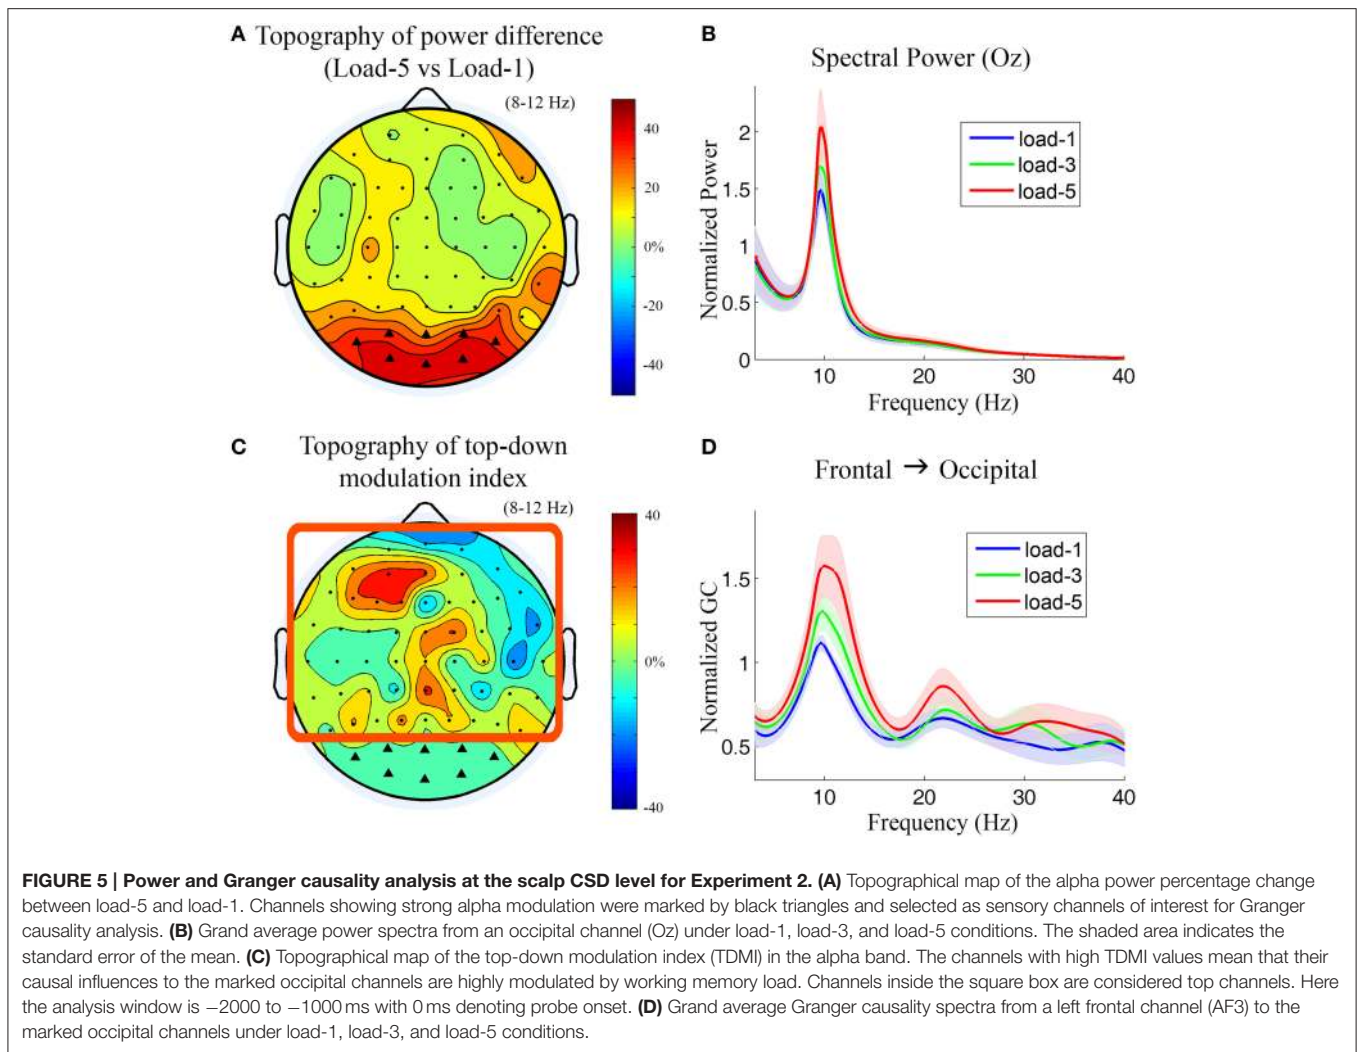 A Topography of power difference
(Load-5 vs Load-1)
(8-12 Hz)
40
20
0%
-20
-40
B
Spectral Power (Oz)
Normalized Power
2
1.5
1
0.5
0
10
20
30
40
Frequency (Hz)
load-1
load-3
load-5
C Topography of top-down
modulation index
(8-12 Hz)
40
0%
-40
D
Frontal → Occipital
Normalized GC
1.5
1
0.5
10
20
30
40
Frequency (Hz)
load-1
load-3
load-5
FIGURE 5 | Power and Granger causality analysis at the scalp CSD level for Experiment 2. (A) Topographical map of the alpha power percentage change
between load-5 and load-1. Channels showing strong alpha modulation were marked by black triangles and selected as sensory channels of interest for Granger
causality analysis. (B) Grand average power spectra from an occipital channel (Oz) under load-1, load-3, and load-5 conditions. The shaded area indicates the
standard error of the mean. (C) Topographical map of the top-down modulation index (TDMI) in the alpha band. The channels with high TDMI values mean that their
causal influences to the marked occipital channels are highly modulated by working memory load. Channels inside the square box are considered top channels. Here
the analysis window is −2000 to −1000 ms with 0 ms denoting probe onset. (D) Grand average Granger causality spectra from a left frontal channel (AF3) to the
marked occipital channels under load-1, load-3, and load-5 conditions.